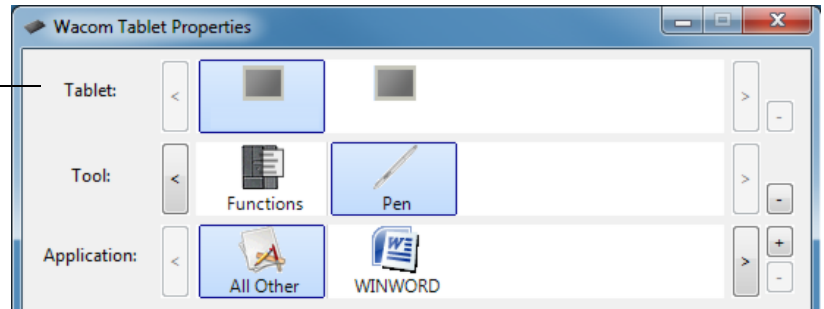 Wacom Tablet Properties
Tablet:
< >
-
Tool:
< >
-
Functions Pen
Application:
< >
+
-
All Other WINWORD